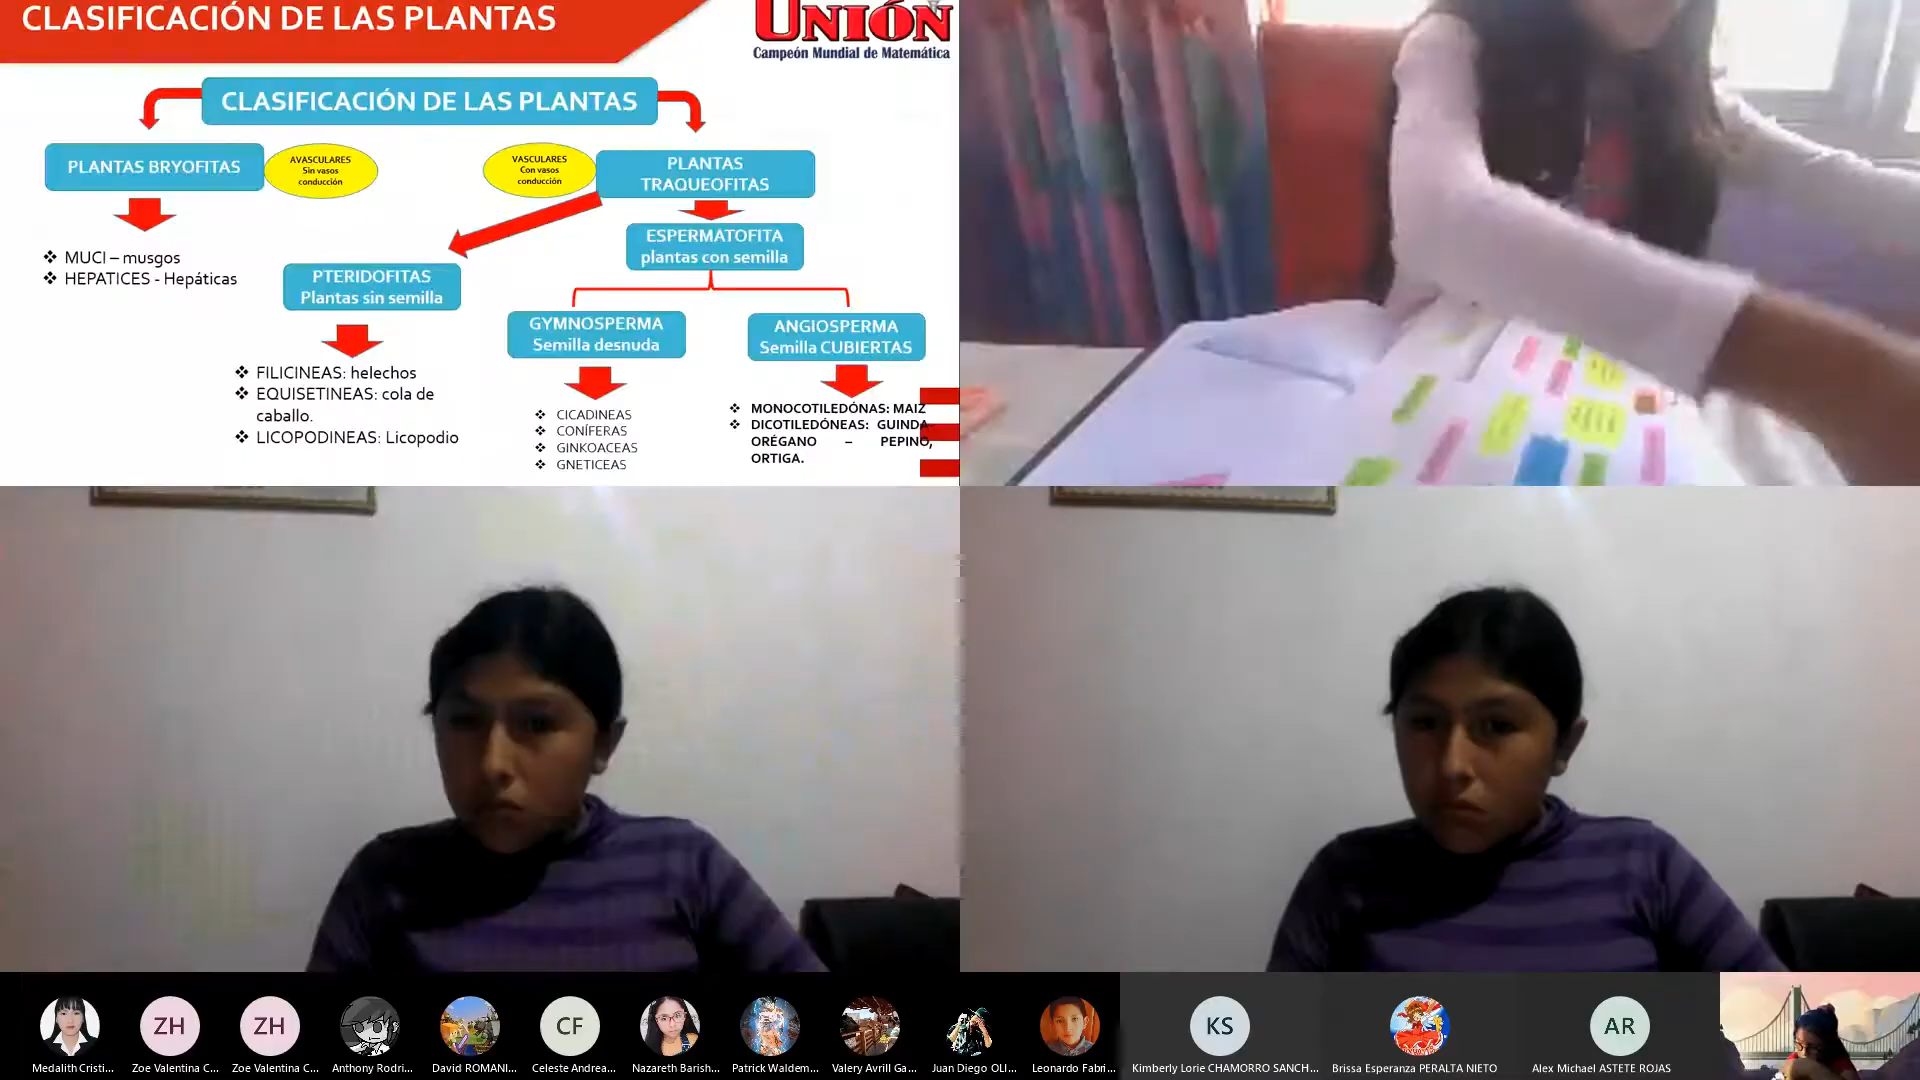 CLASIFICACIÓN DE LAS PLANTAS
UNIÓN
Campeón Mundial de Matemática
CLASIFICACIÓN DE LAS PLANTAS
PLANTAS BRYOFITAS
AVASCULARES
Sin vasos
conducción
VASCULARES
Con vasos
conducción
PLANTAS
TRAQUEOFITAS
❖ MUCI – musgos
❖ HEPATICES - Hepáticas
PTERIDOFITAS
Plantas sin semilla
ESPERMATOFITA
plantas con semilla
GYMNOSPERMA
Semilla desnuda
ANGIOSPERMA
Semilla CUBIERTAS
❖ FILICINEAS: helechos
❖ EQUISETINEAS: cola de
caballo.
❖ LICOPODINEAS: Licopodio
❖ CICADINEAS
❖ CONÍFERAS
❖ GINKOACEAS
❖ GNETICEAS
❖ MONOCOTILEDÓNAS: MAIZ
❖ DICOTILEDÓNEAS: GUINDA
ORÉGANO – PEPINO,
ORTIGA.
ZH
ZH
CF
KS
AR
Medalith Cristi...
Zoe Valentina C...
Zoe Valentina C...
Anthony Rodri...
David ROMANI...
Celeste Andrea...
Nazareth Barish...
Patrick Waldem...
Valery Avrill Ga...
Juan Diego OLI...
Leonardo Fabri...
Kimberly Lorie CHAMORRO SANCH...
Brissa Esperanza PERALTA NIETO
Alex Michael ASTETE ROJAS